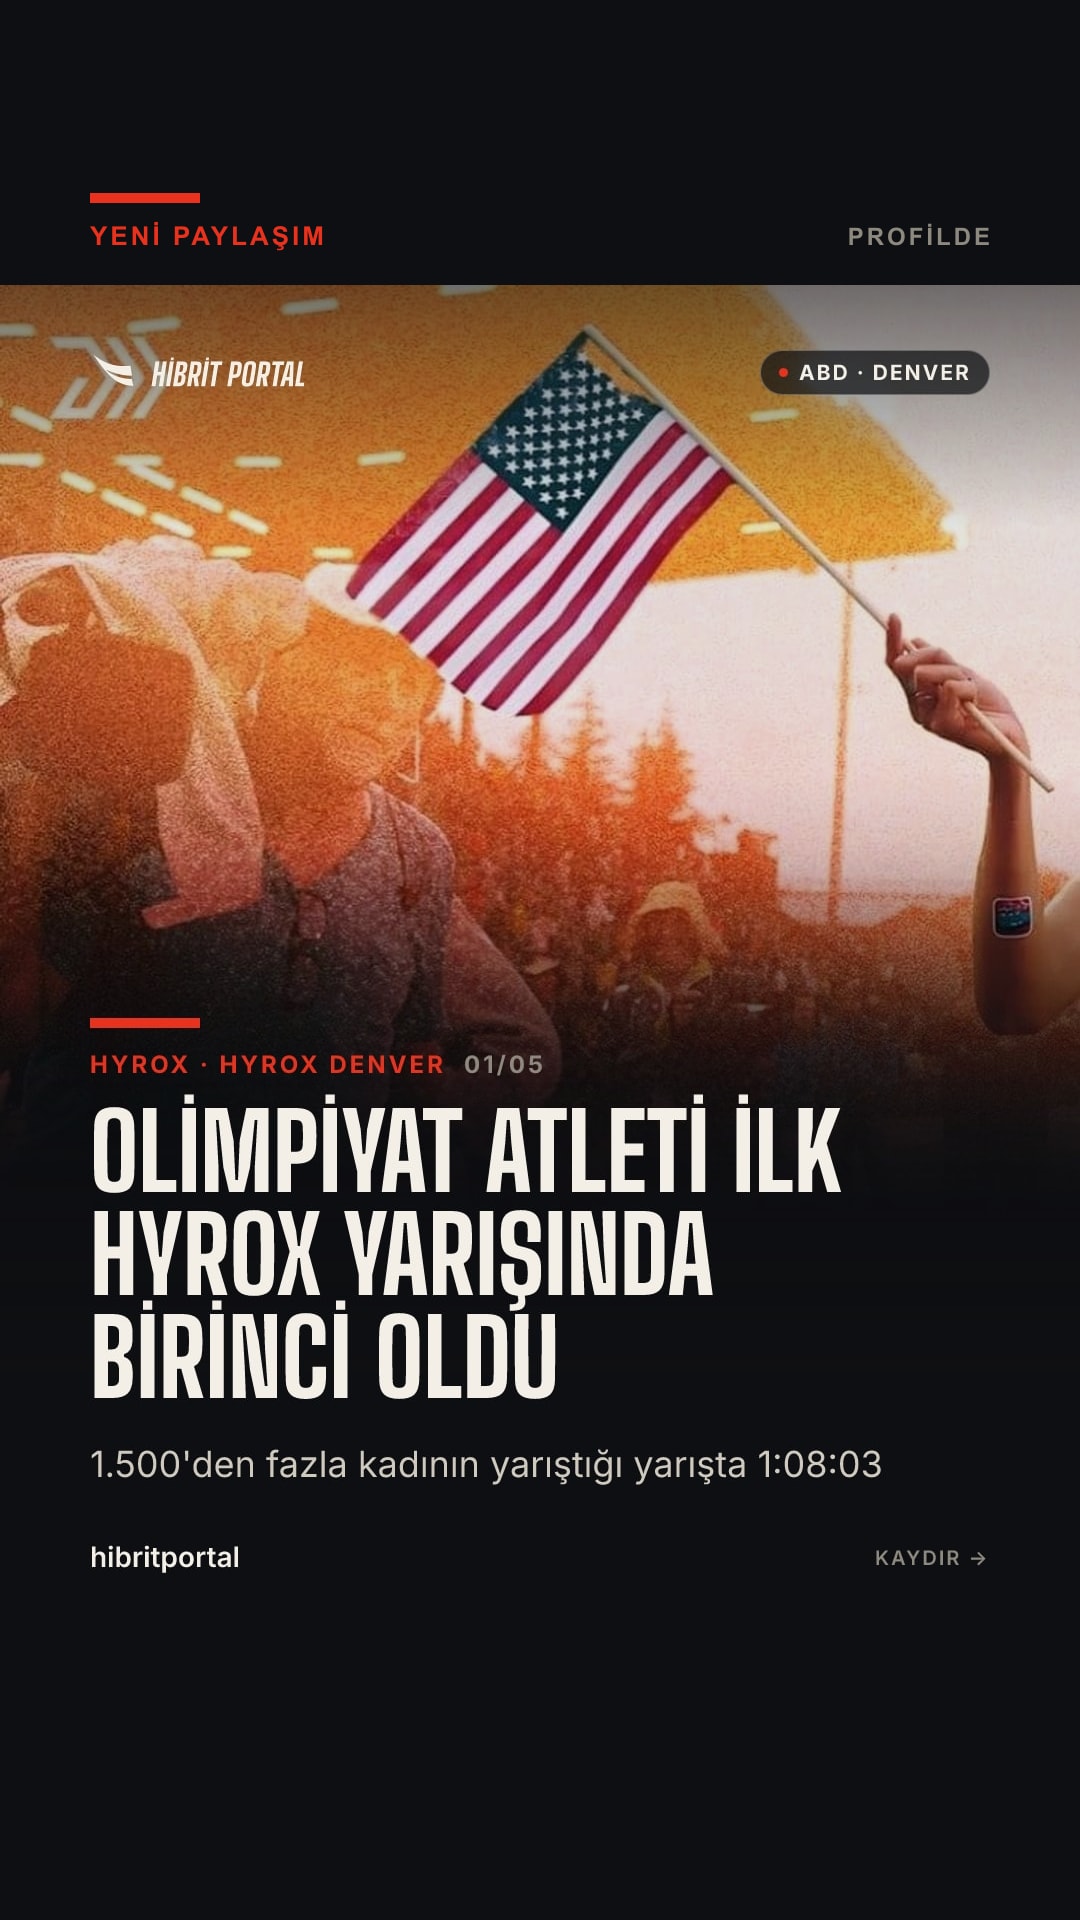 YENİ PAYLAŞIM
PROFİLDE
HİBRİT PORTAL
ABD · DENVER
HYROX · HYROX DENVER 01/05
OLİMPİYAT ATLETİ İLK
HYROX YARIŞINDA
BİRİNCİ OLDU
1.500'den fazla kadının yarıştığı yarışta 1:08:03
hibritportal
KAYDIR →